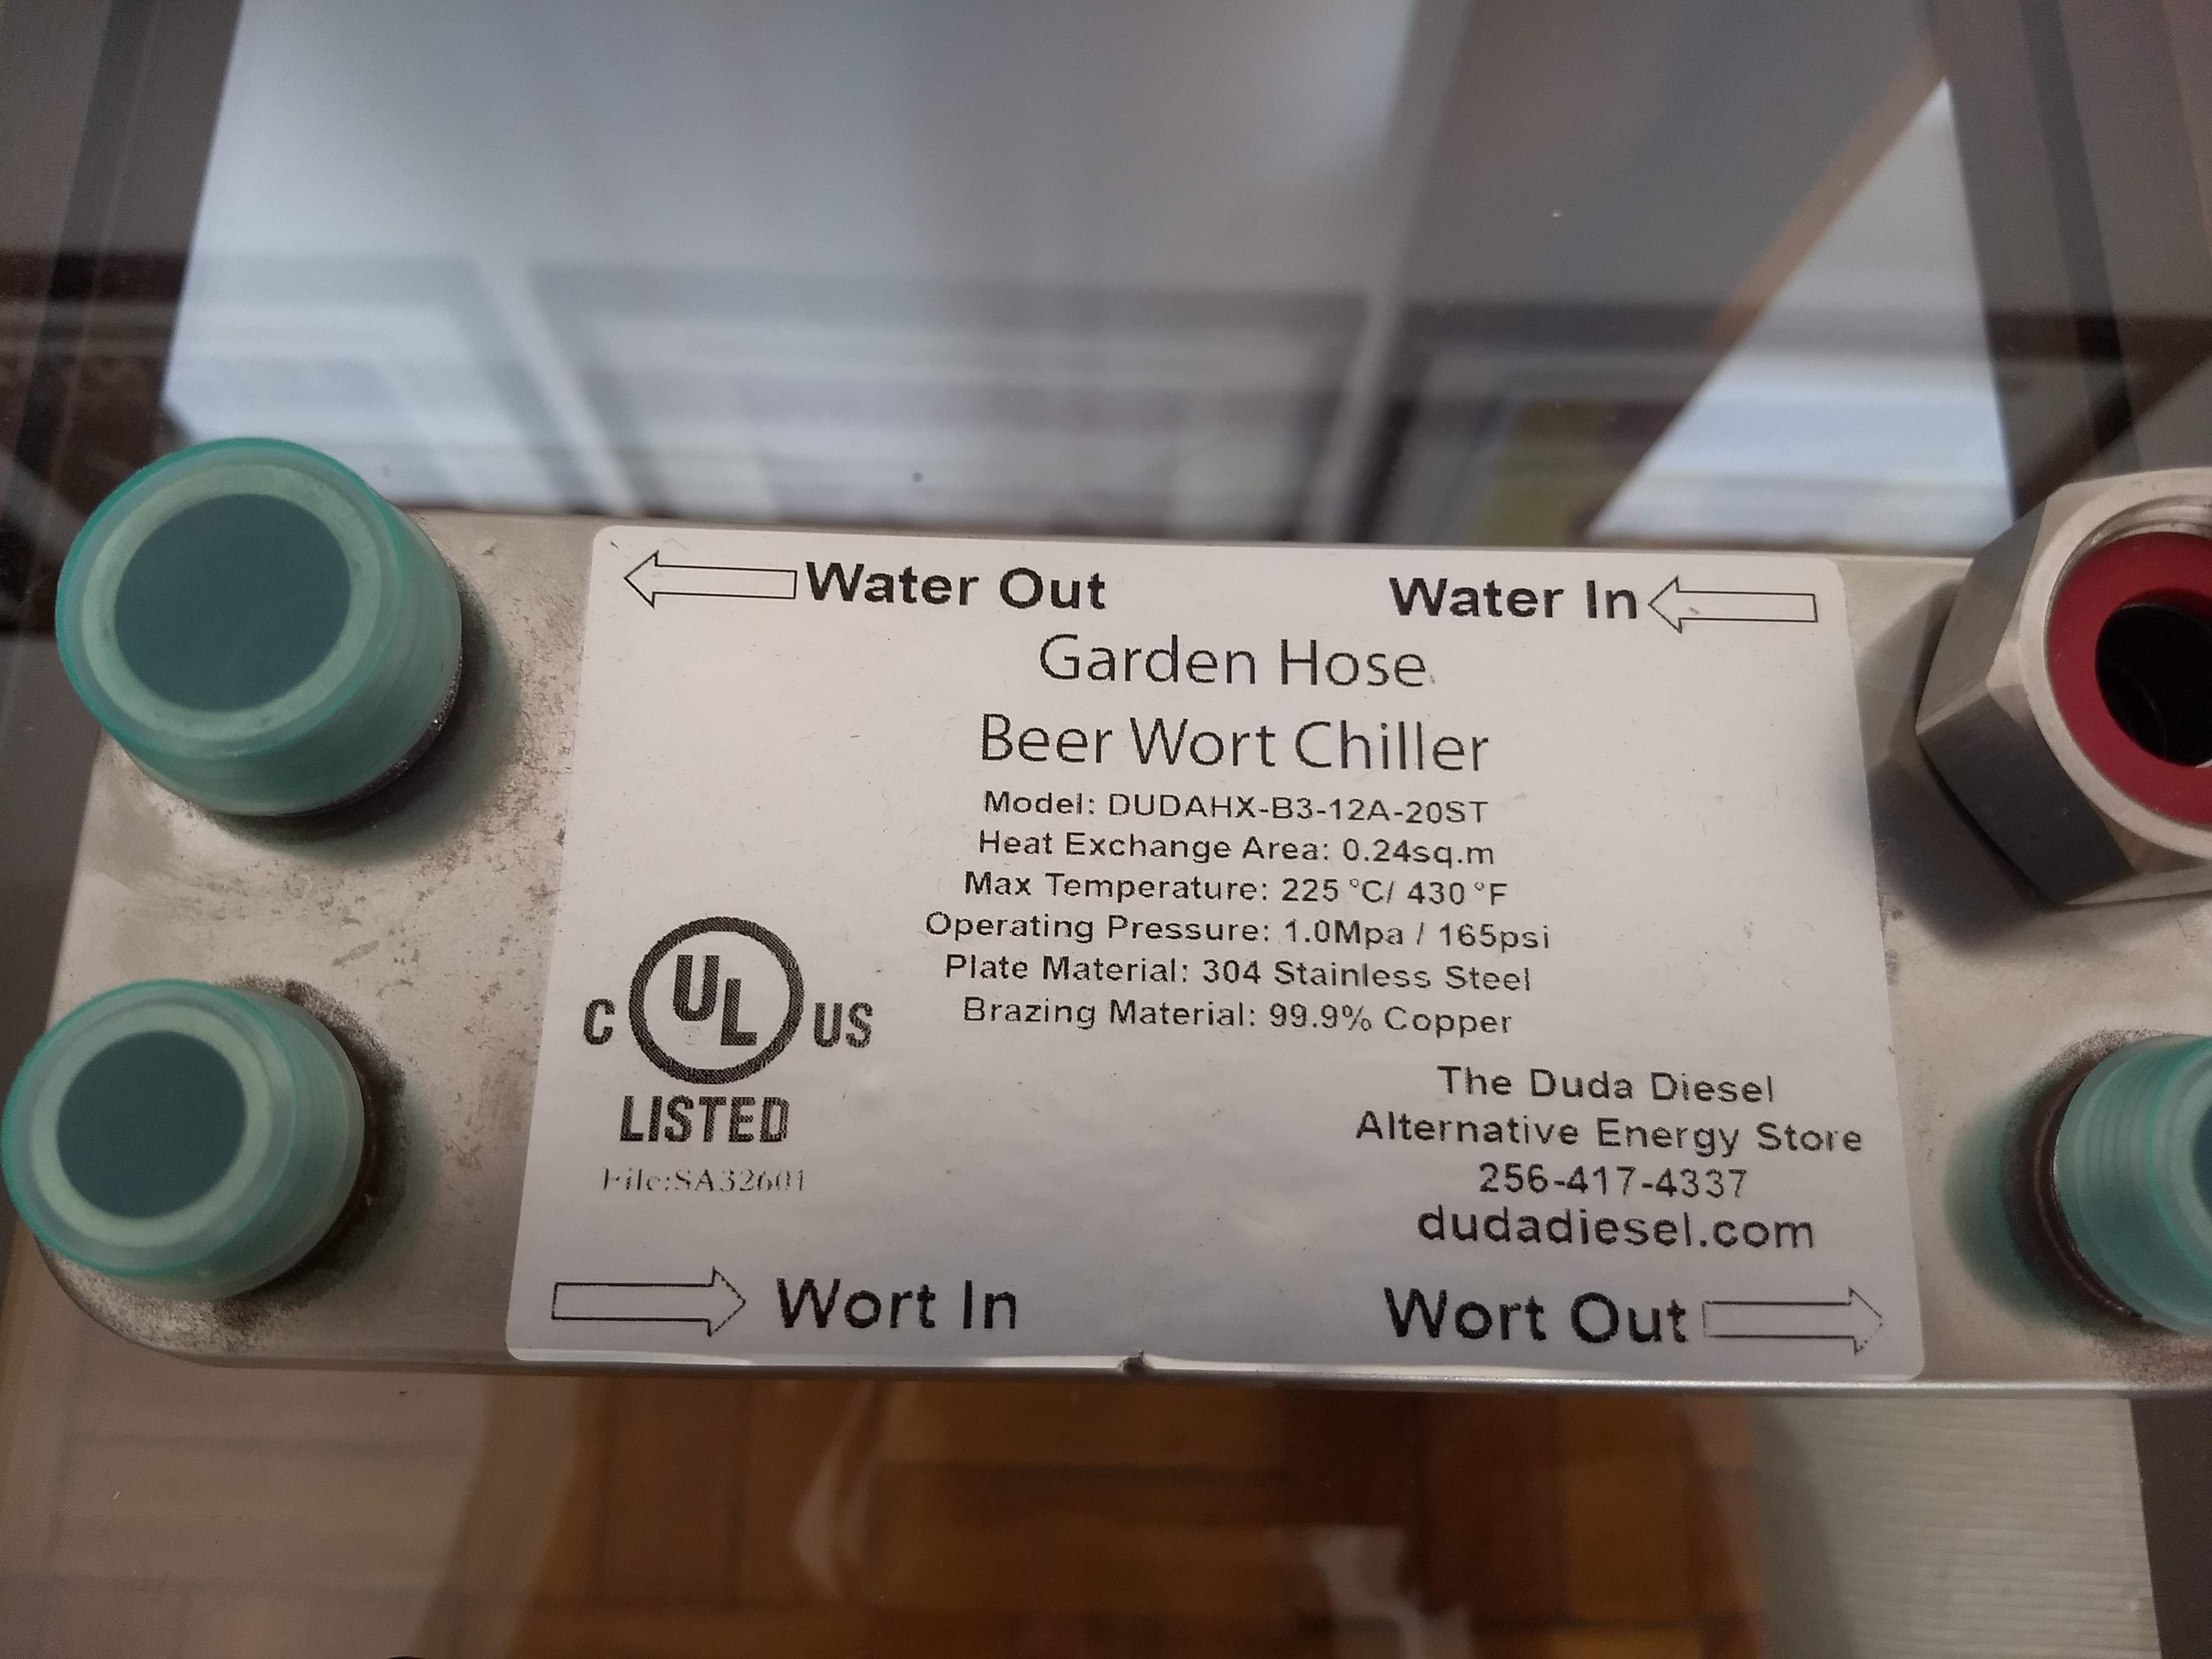 Water Out
Water In
Garden Hose
Beer Wort Chiller
Model: DUDAHX-B3-12A-20ST
Heat Exchange Area: 0.24sq.m
Max Temperature: 225 °C/ 430 °F
Operating Pressure: 1.0Mpa / 165psi
Plate Material: 304 Stainless Steel
Brazing Material: 99.9% Copper
C UL US
LISTED
File:SA32601
The Duda Diesel
Alternative Energy Store
256-417-4337
dudadiesel.com
Wort In
Wort Out